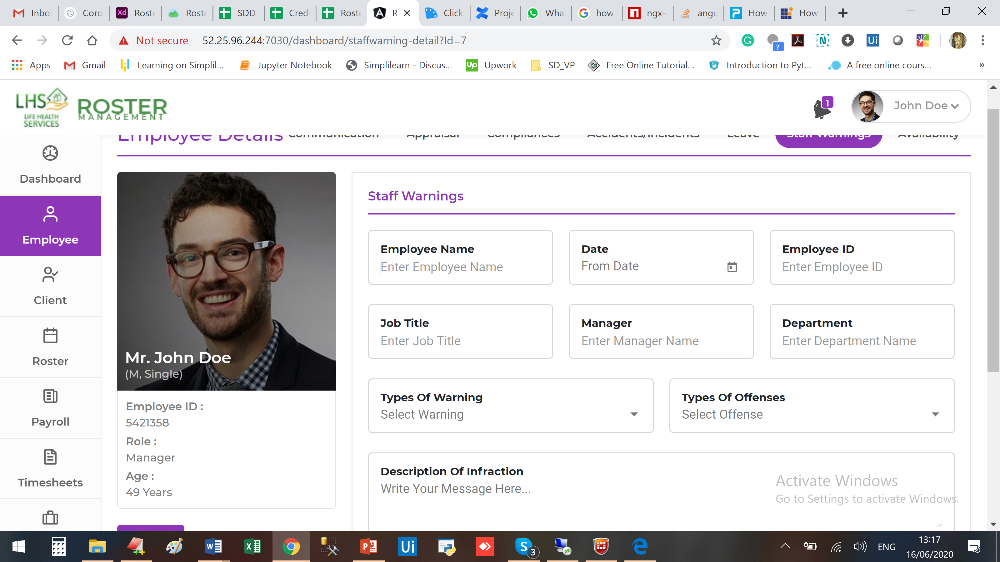 Inbo
Coro
Roste
Roste
SDD
Cred
Roste
R
Click
Proje
Wha
how
ngx-
angu
How
How
Not secure
52.25.96.244:7030/dashboard/staffwarning-detail?Id=7
Apps
Gmail
Learning on Simplil...
Jupyter Notebook
Simplilearn - Discus...
Upwork
SD_VP
Free Online Tutorial...
Introduction to Pyt...
A free online cours...
LHS
LIFE HEALTH
SERVICES
ROSTER
MANAGEMENT
1
John Doe
Employee Details
Communication
Appraisal
Compliances
Accidents/Incidents
Leave
Staff Warnings
Availability
Dashboard
Employee
Client
Roster
Payroll
Timesheets
Mr. John Doe
(M, Single)
Employee ID :
5421358
Role :
Manager
Age :
49 Years
Staff Warnings
Employee Name
Enter Employee Name
Date
From Date
Employee ID
Enter Employee ID
Job Title
Enter Job Title
Manager
Enter Manager Name
Department
Enter Department Name
Types Of Warning
Select Warning
Types Of Offenses
Select Offense
Description Of Infraction
Write Your Message Here...
Activate Windows
Go to Settings to activate Windows.
3
ENG
13:17
16/06/2020